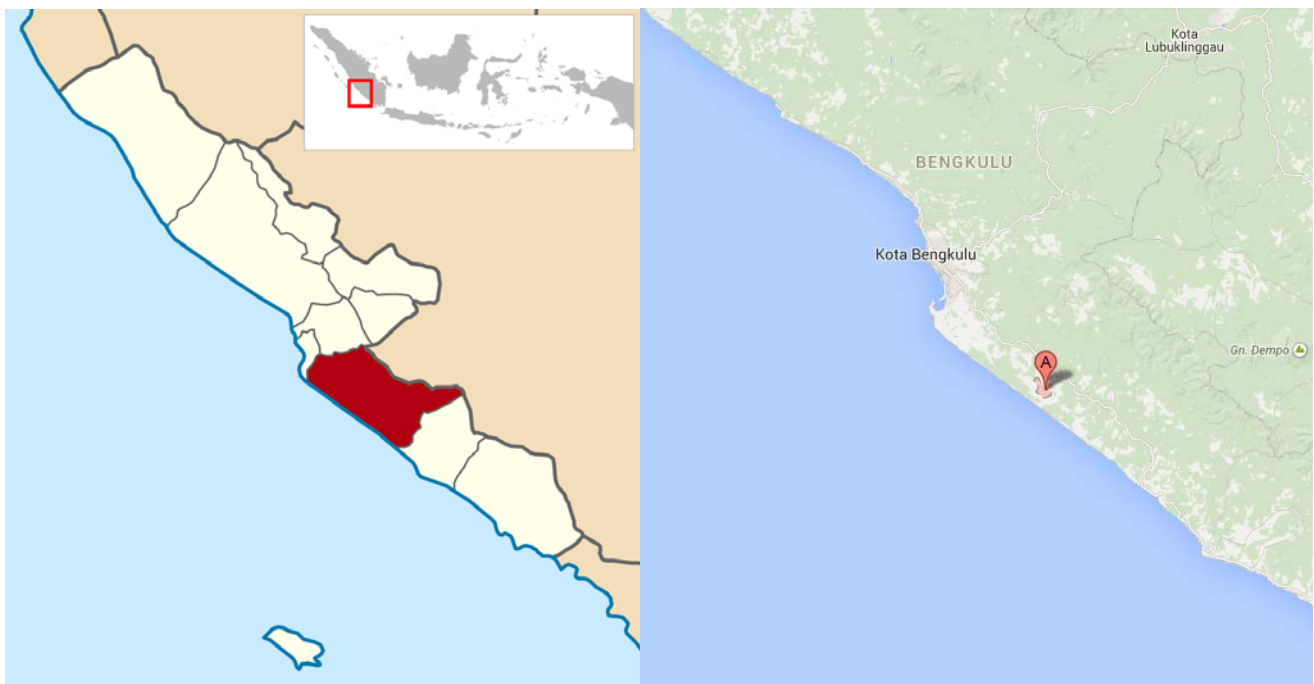 Kota
Lubuklinggau
BENGKULU
Kota Bengkulu
A
Gn. Dempo